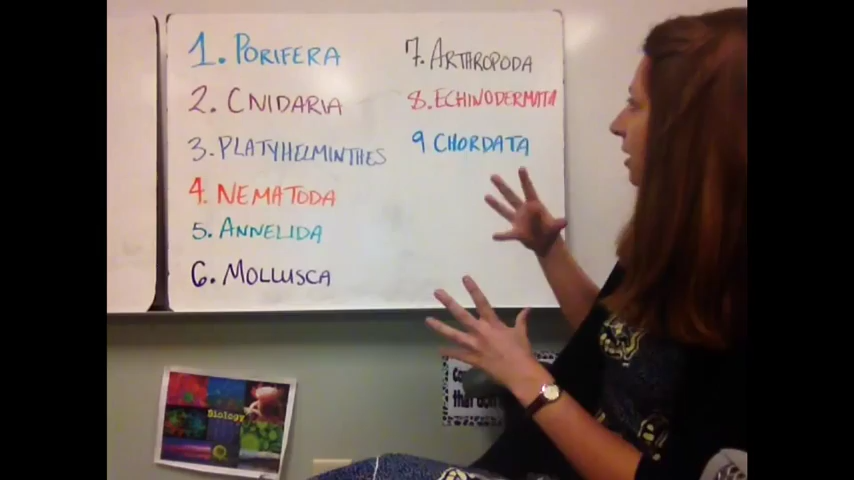 1. PORIFERA
2. CNIDARIA
3. PLATYHELMINTHES
4. NEMATODA
5. ANNELIDA
6. MOLLUSCA
7. ARTHROPODA
8. ECHINODERMATA
9 CHORDATA
Biology